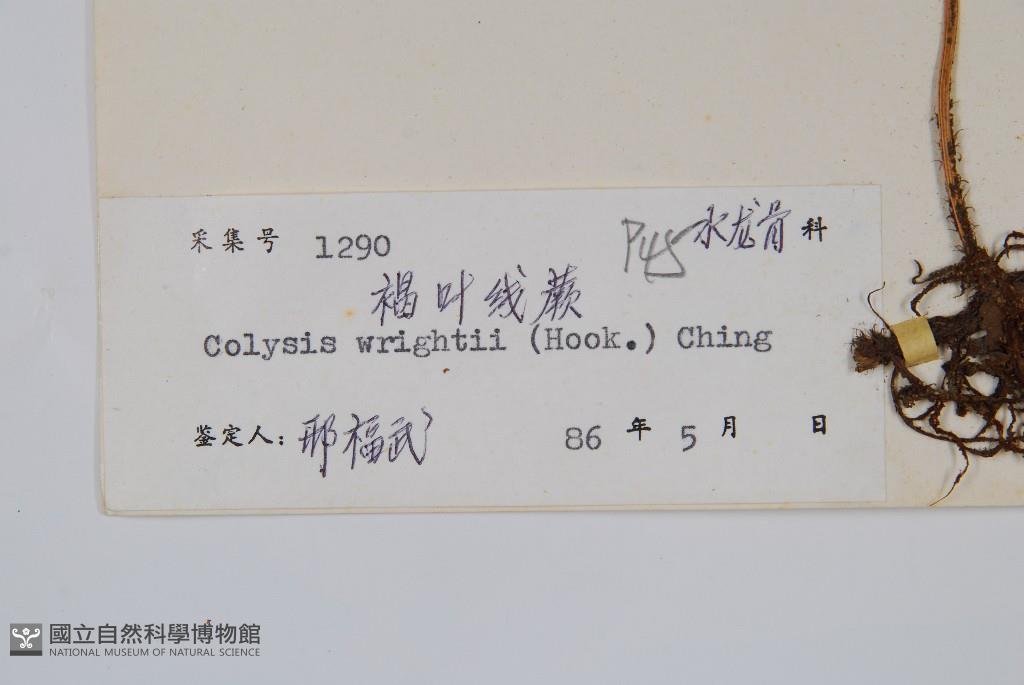 采集号 1290 P45 水龙骨 科
褐叶线蕨
Colysis wrightii (Hook.) Ching
鉴定人: 邢福武 86 年 5 月 日
國立自然科學博物館
NATIONAL MUSEUM OF NATURAL SCIENCE